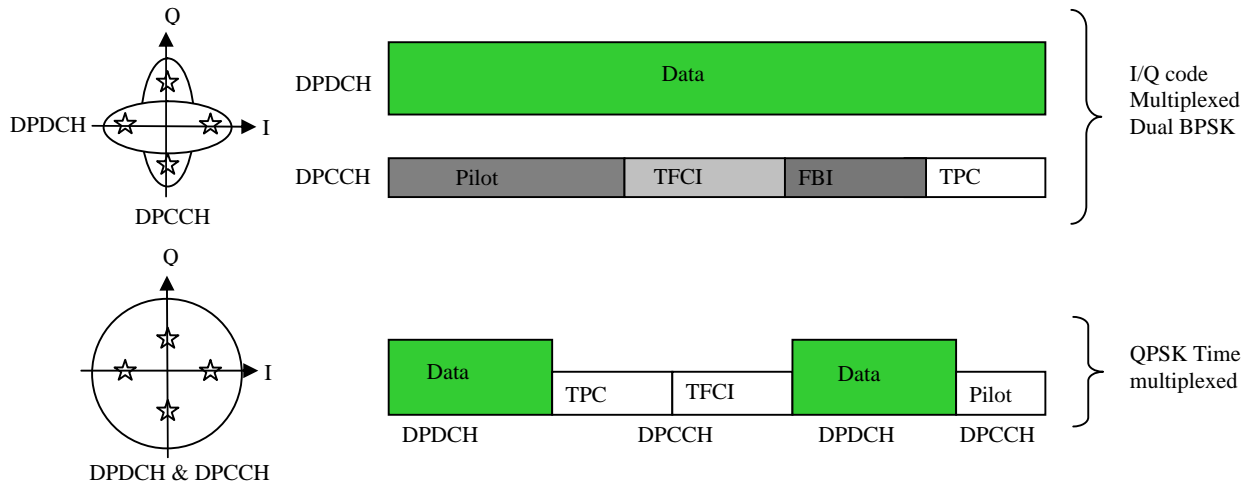 Q
DPDCH
I
DPCCH
DPDCH
Data
DPCCH
Pilot TFCI FBI TPC
I/Q code
Multiplexed
Dual BPSK
Q
I
DPDCH & DPCCH
Data TPC TFCI Data Pilot
DPDCH DPCCH DPDCH DPCCH
QPSK Time
multiplexed